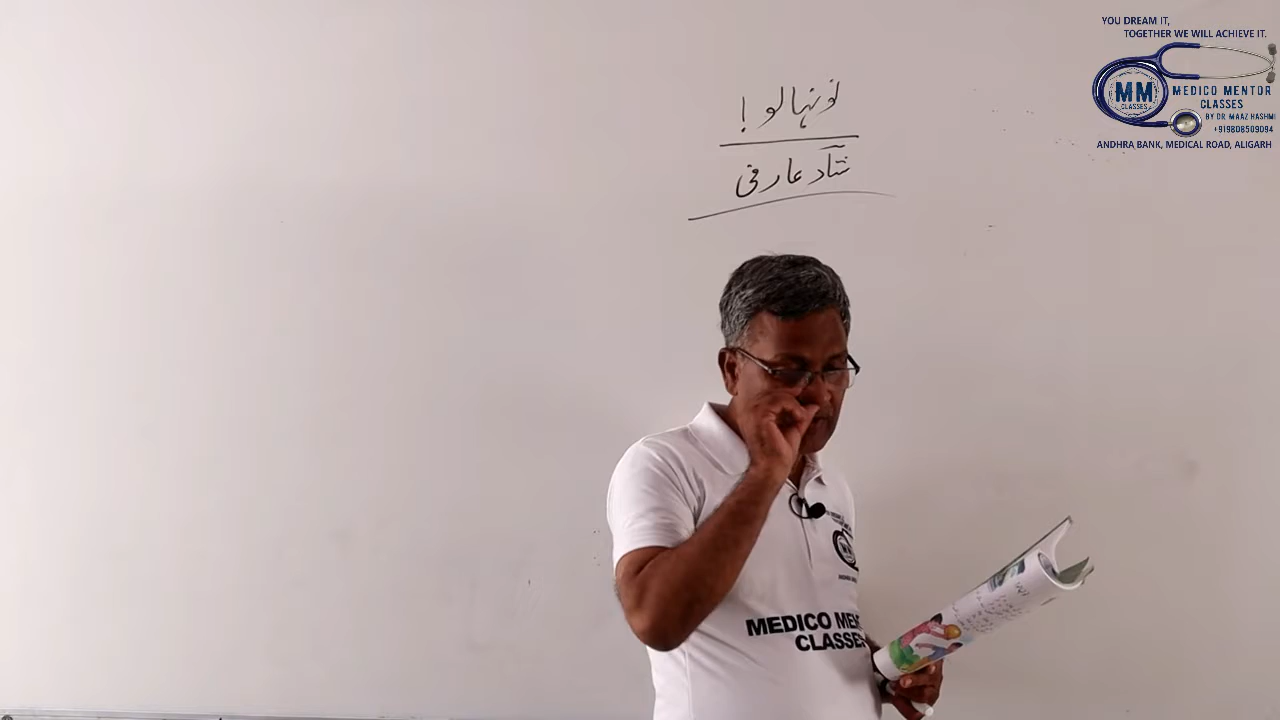 YOU DREAM IT,
TOGETHER WE WILL ACHIEVE IT.
MM
CLASSES
MEDICO MENTOR
CLASSES
BY DR MAAZ HASHMI
+919808509094
ANDHRA BANK, MEDICAL ROAD, ALIGARH
نونہالو !
شاد عارفی
MM
MEDICO MEN
CLASSES